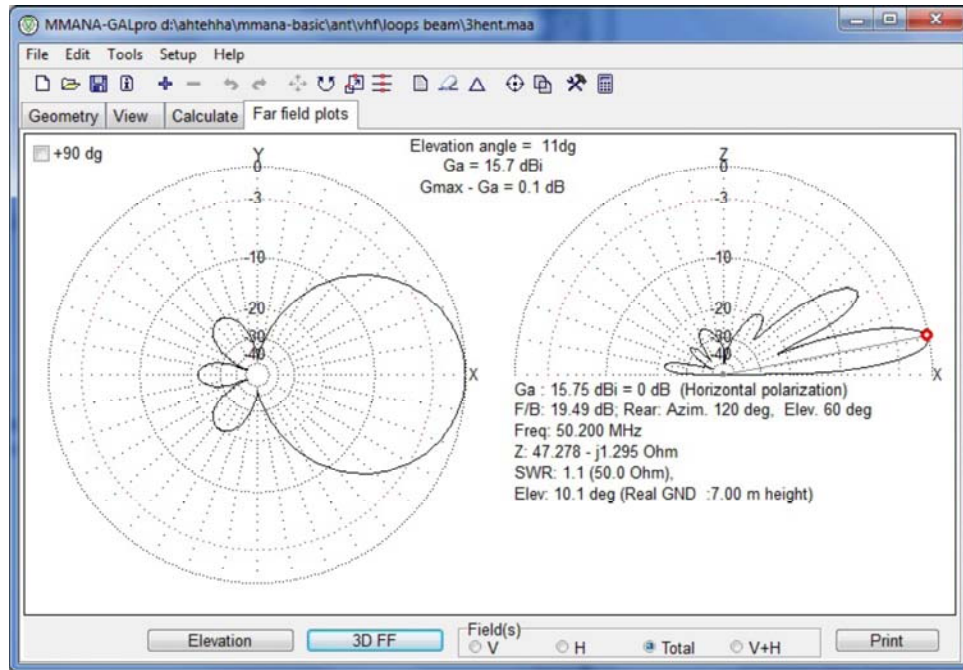 MMANA-GALpro d:\ahtehha\mmana-basic\ant\vhf\loops beam\3hent.maa
File Edit Tools Setup Help
Geometry View Calculate Far field plots
+90 dg
Elevation angle = 11dg
Ga = 15.7 dBi
Gmax - Ga = 0.1 dB
Y
0
-3
-10
-20
-30
-40
X
Z
0
-3
-10
-20
-30
-40
X
Ga : 15.75 dBi = 0 dB (Horizontal polarization)
F/B: 19.49 dB; Rear: Azim. 120 deg, Elev. 60 deg
Freq: 50.200 MHz
Z: 47.278 - j1.295 Ohm
SWR: 1.1 (50.0 Ohm),
Elev: 10.1 deg (Real GND :7.00 m height)
Elevation
3D FF
Field(s)
V H Total V+H
Print